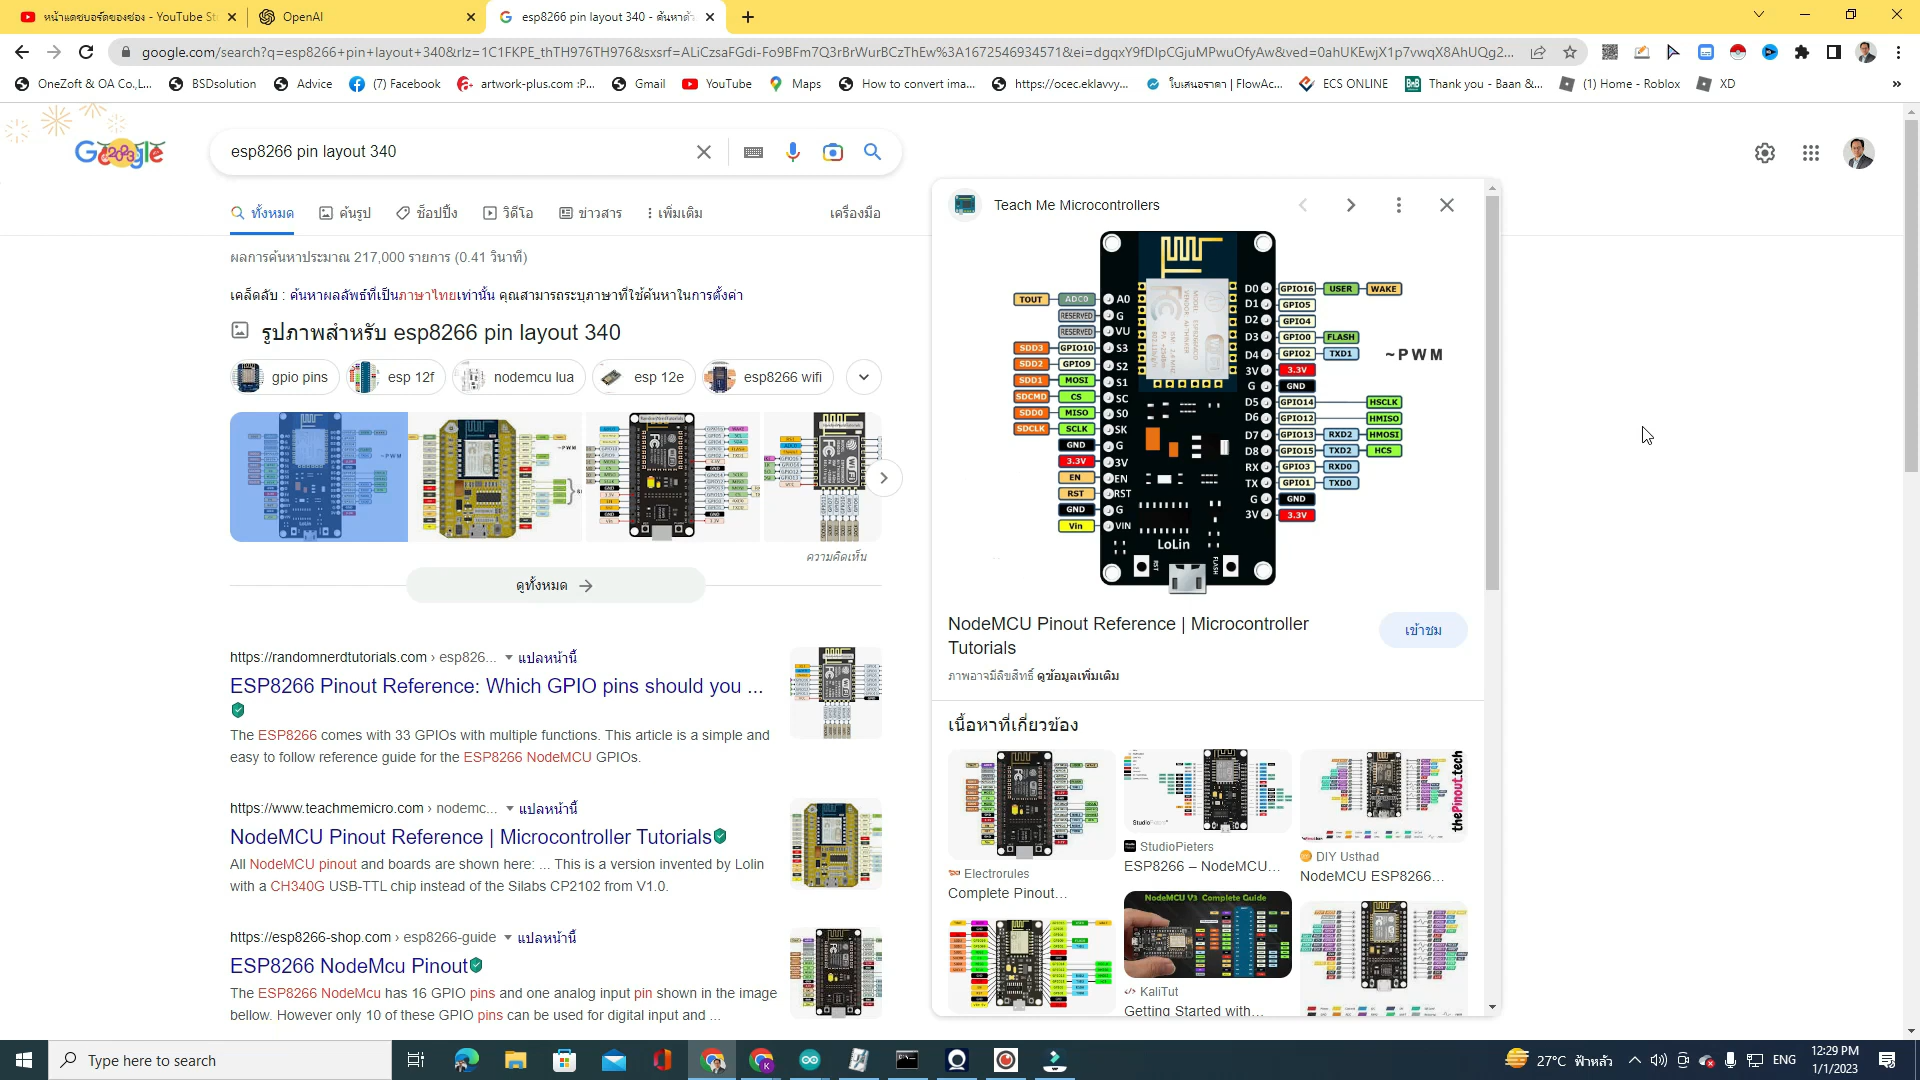 หน้าแดชบอร์ดของช่อง - YouTube St
OpenAI
esp8266 pin layout 340 - ค้นหาด้ว
google.com/search?q=esp8266+pin+layout+340&rlz=1C1FKPE_thTH976TH976&sxsrf=ALiCzsaFGdi-Fo9BFm7Q3rBrWurBCzThEw%3A1672546934571&ei=dgqxY9fDIpCGjuMPwuOfyAw&ved=0ahUKEwjX1p7vwqX8AhUQg2...
OneZoft & OA Co.,L...
BSDsolution
Advice
(7) Facebook
artwork-plus.com :P...
Gmail
YouTube
Maps
How to convert ima...
https://ocec.eklavvy...
ใบเสนอราคา | FlowAc...
ECS ONLINE
Thank you - Baan &...
(1) Home - Roblox
XD
esp8266 pin layout 340
ทั้งหมด
ค้นรูป
ช็อปปิ้ง
วิดีโอ
ข่าวสาร
เพิ่มเติม
เครื่องมือ
ผลการค้นหาประมาณ 217,000 รายการ (0.41 วินาที)
เคล็ดลับ : ค้นหาผลลัพธ์ที่เป็นภาษาไทยเท่านั้น คุณสามารถระบุภาษาที่ใช้ค้นหาในการตั้งค่า
รูปภาพสำหรับ esp8266 pin layout 340
gpio pins
esp 12f
nodemcu lua
esp 12e
esp8266 wifi
ความคิดเห็น
ดูทั้งหมด
https://randomnerdtutorials.com › esp826...
แปลหน้านี้
ESP8266 Pinout Reference: Which GPIO pins should you ...
The ESP8266 comes with 33 GPIOs with multiple functions. This article is a simple and
easy to follow reference guide for the ESP8266 NodeMCU GPIOs.
https://www.teachmemicro.com › nodemc...
แปลหน้านี้
NodeMCU Pinout Reference | Microcontroller Tutorials
All NodeMCU pinout and boards are shown here: ... This is a version invented by Lolin
with a CH340G USB-TTL chip instead of the Silabs CP2102 from V1.0.
https://esp8266-shop.com › esp8266-guide
แปลหน้านี้
ESP8266 NodeMcu Pinout
The ESP8266 NodeMcu has 16 GPIO pins and one analog input pin shown in the image
bellow. However only 10 of these GPIO pins can be used for digital input and ...
Teach Me Microcontrollers
TOUT ADC0 A0
RESERVED G
RESERVED VU
SDD3 GPIO10 S3
SDD2 GPIO9 S2
SDD1 MOSI S1
SDCMD CS SC
SDD0 MISO S0
SDCLK SCLK SK
GND G
3.3V 3V
EN EN
RST RST
GND G
Vin VIN
D0 GPIO16 USER WAKE
D1 GPIO5
D2 GPIO4
D3 GPIO0 FLASH
D4 GPIO2 TXD1
~PWM
3V 3.3V
G GND
D5 GPIO14 HSCLK
D6 GPIO12 HMISO
D7 GPIO13 RXD2 HMOSI
D8 GPIO15 TXD2 HCS
RX GPIO3 RXD0
TX GPIO1 TXD0
G GND
3V 3.3V
LoLin
RST
FLASH
NodeMCU Pinout Reference | Microcontroller
Tutorials
เข้าชม
ภาพอาจมีลิขสิทธิ์ ดูข้อมูลเพิ่มเติม
เนื้อหาที่เกี่ยวข้อง
Electrorules
Complete Pinout...
StudioPieters
StudioPieters
ESP8266 – NodeMCU...
thePinout.tech
DIY Usthad
NodeMCU ESP8266...
NodeMCU V3 Complete Guide
KaliTut
Getting Started with...
Type here to search
27°C ฟ้าหลัว
ENG
12:29 PM
1/1/2023